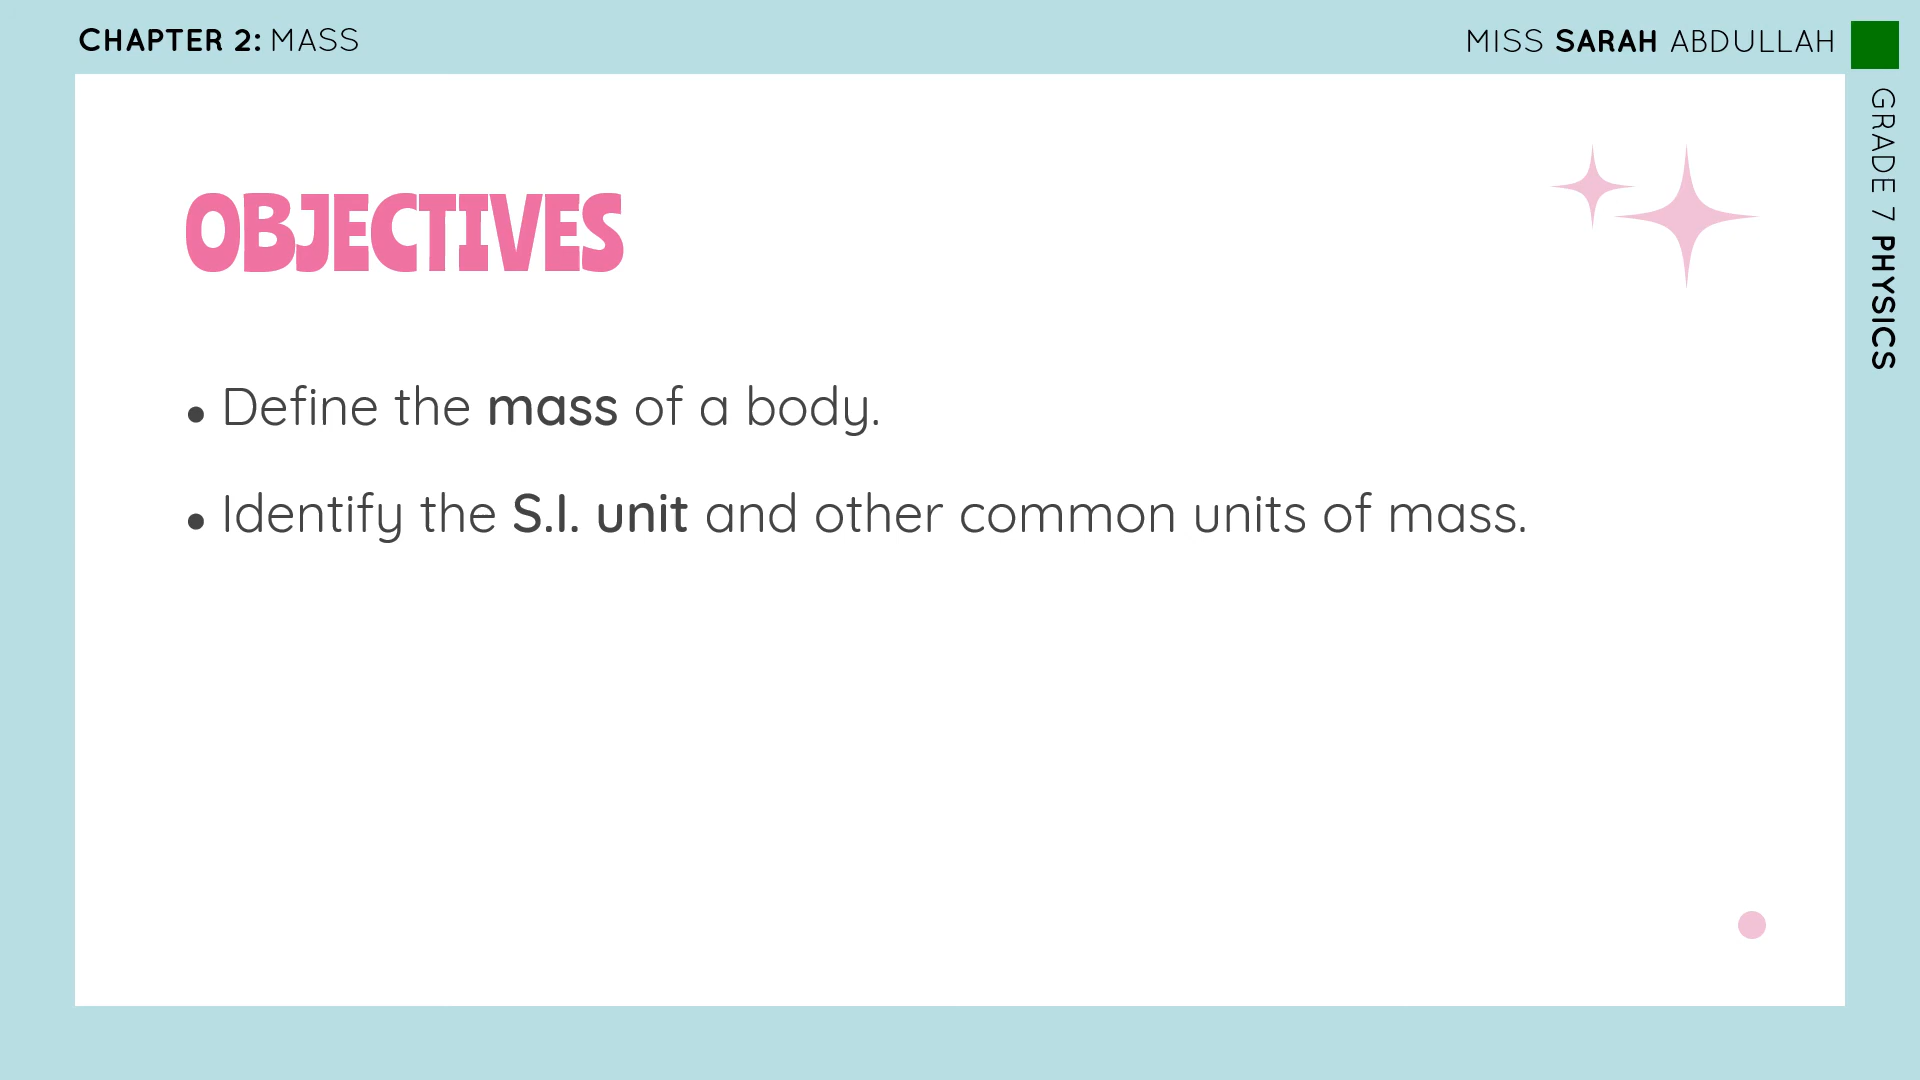 CHAPTER 2: MASS
MISS SARAH ABDULLAH
GRADE 7 PHYSICS
OBJECTIVES
• Define the mass of a body.
• Identify the S.I. unit and other common units of mass.